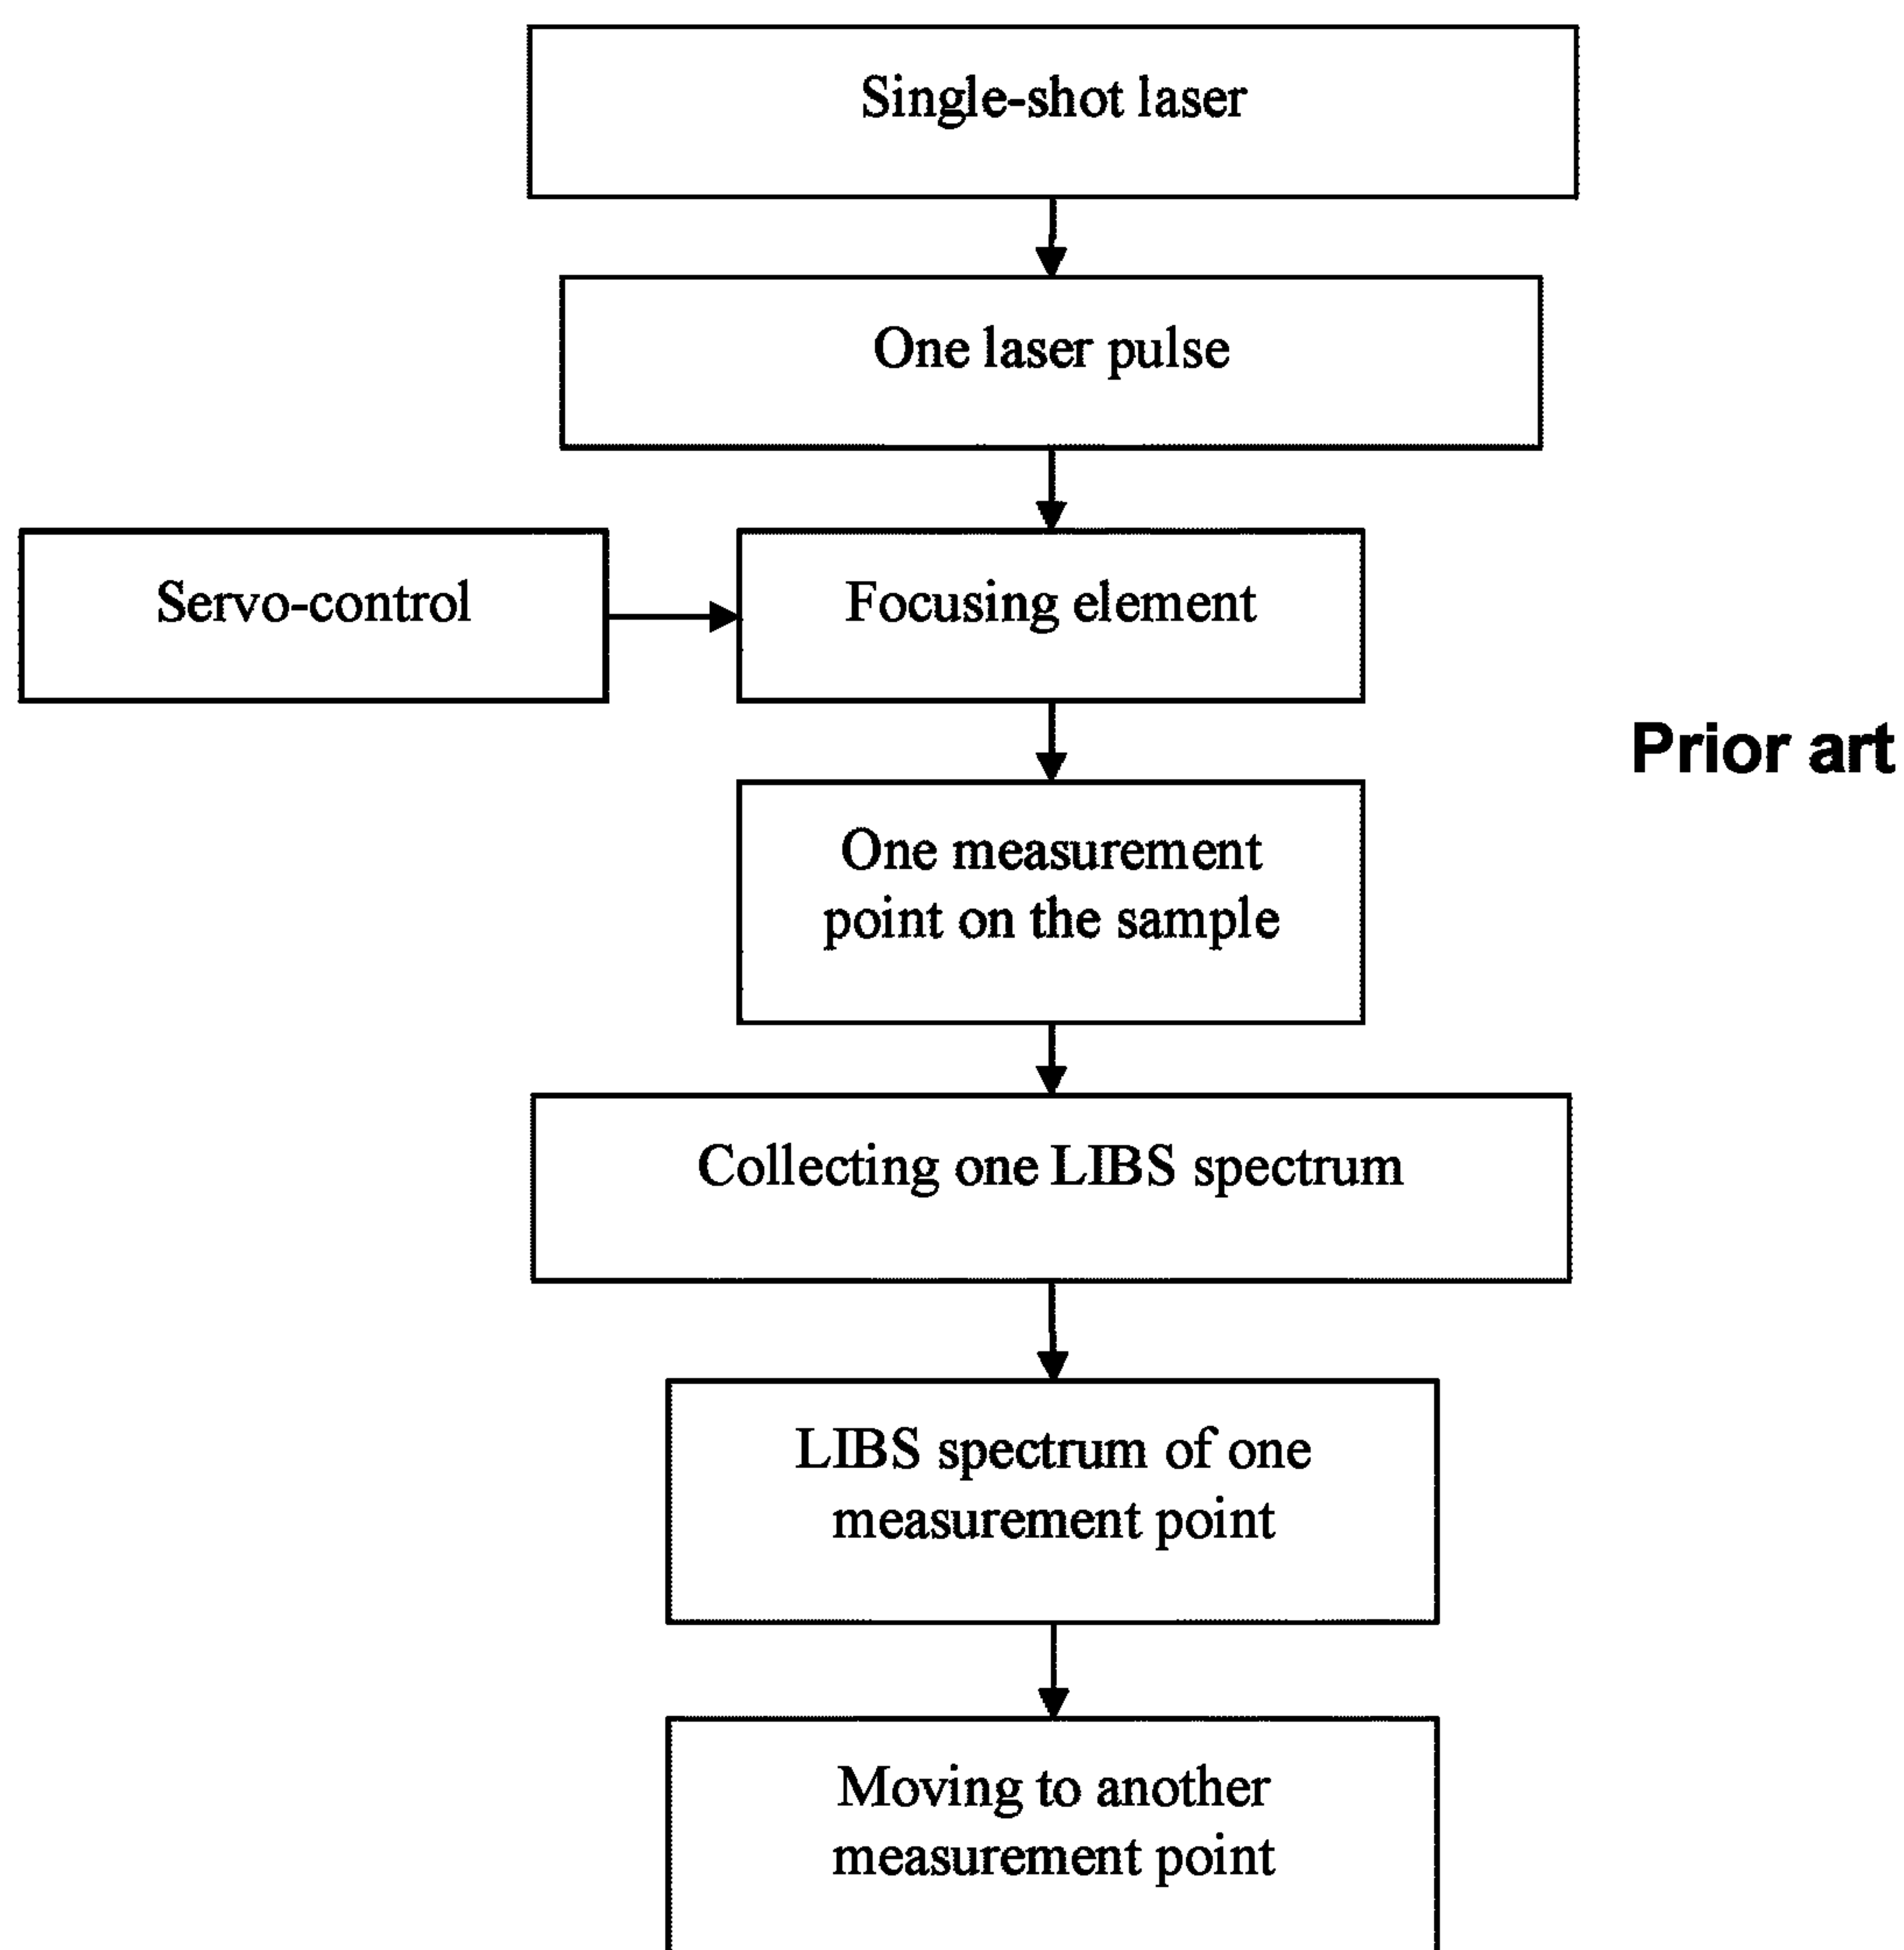 Single-shot laser
One laser pulse
Servo-control
Focusing element
Prior art
One measurement
point on the sample
Collecting one LIBS spectrum
LIBS spectrum of one
measurement point
Moving to another
measurement point